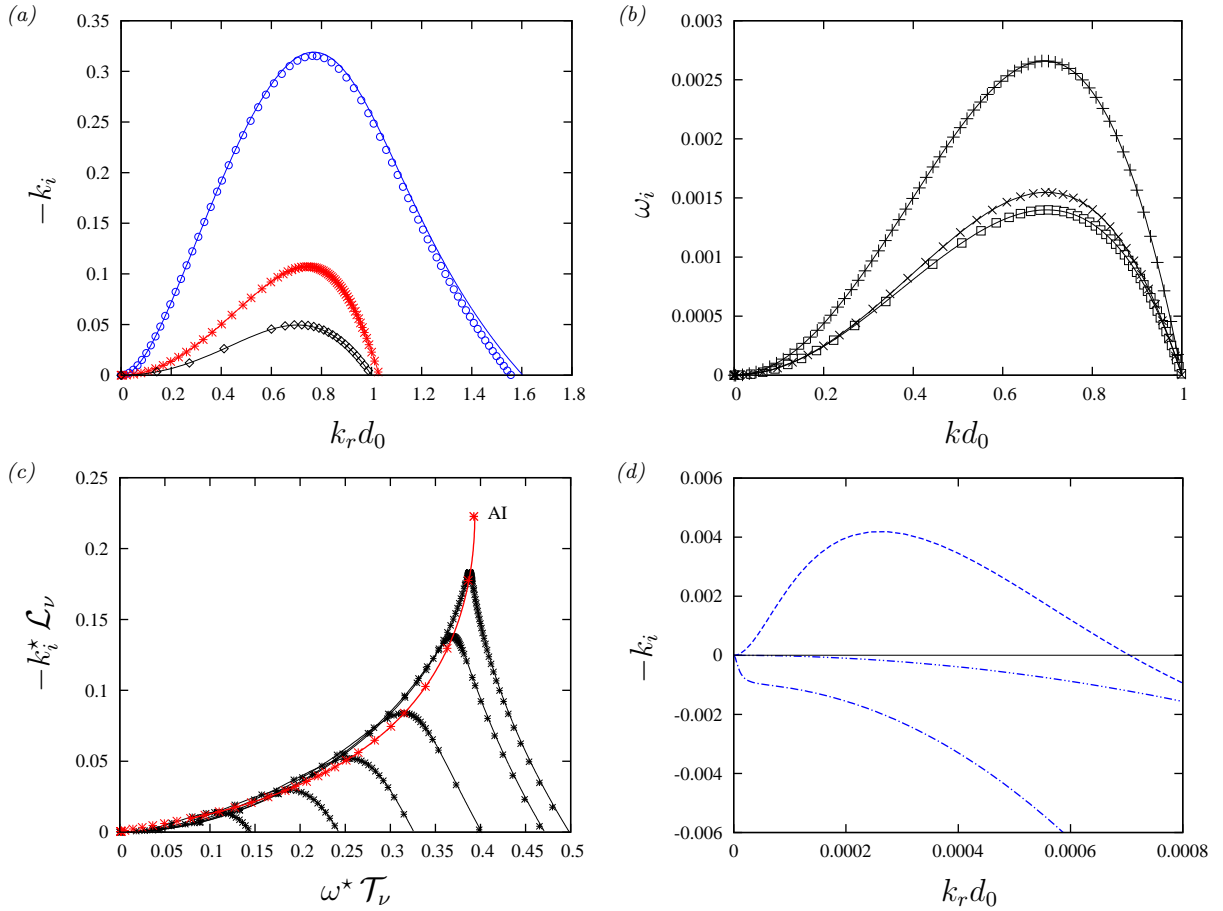 (a)
0.35
0.3
0.25
0.2
0.15
0.1
0.05
0
0 0.2 0.4 0.6 0.8 1 1.2 1.4 1.6 1.8
−k_i
k_r d_0
(b)
0.003
0.0025
0.002
0.0015
0.001
0.0005
0
0 0.2 0.4 0.6 0.8 1
ω_i
kd_0
(c)
0.25
0.2
0.15
0.1
0.05
0
0 0.05 0.1 0.15 0.2 0.25 0.3 0.35 0.4 0.45 0.5
AI
−k_i^⋆ ℒ_ν
ω^⋆ 𝒯_ν
(d)
0.006
0.004
0.002
0
-0.002
-0.004
-0.006
0 0.0002 0.0004 0.0006 0.0008
−k_i
k_r d_0